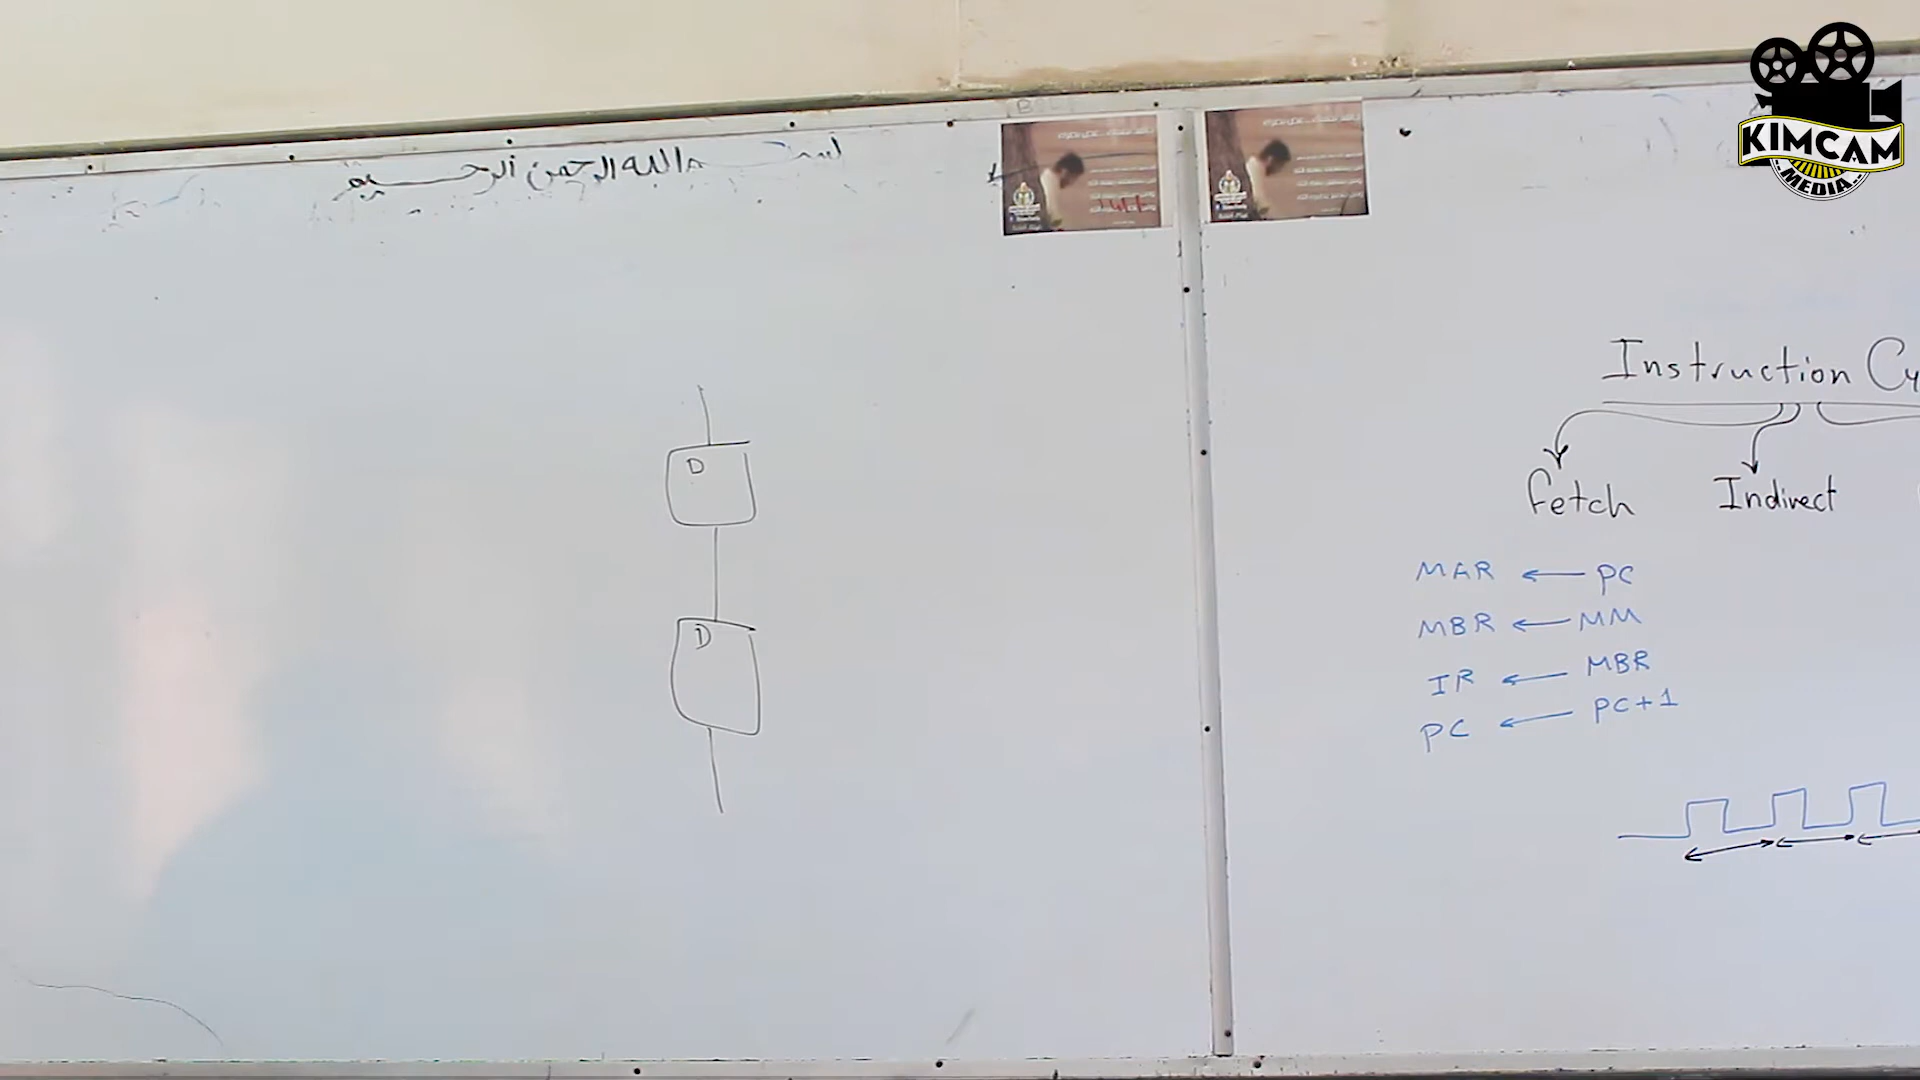 بسم الله الرحمن الرحيم
KIMCAM
MEDIA
Instruction Cy
D
fetch
Indirect
MAR ← PC
MBR ← MM
D
IR ← MBR
PC ← PC+1